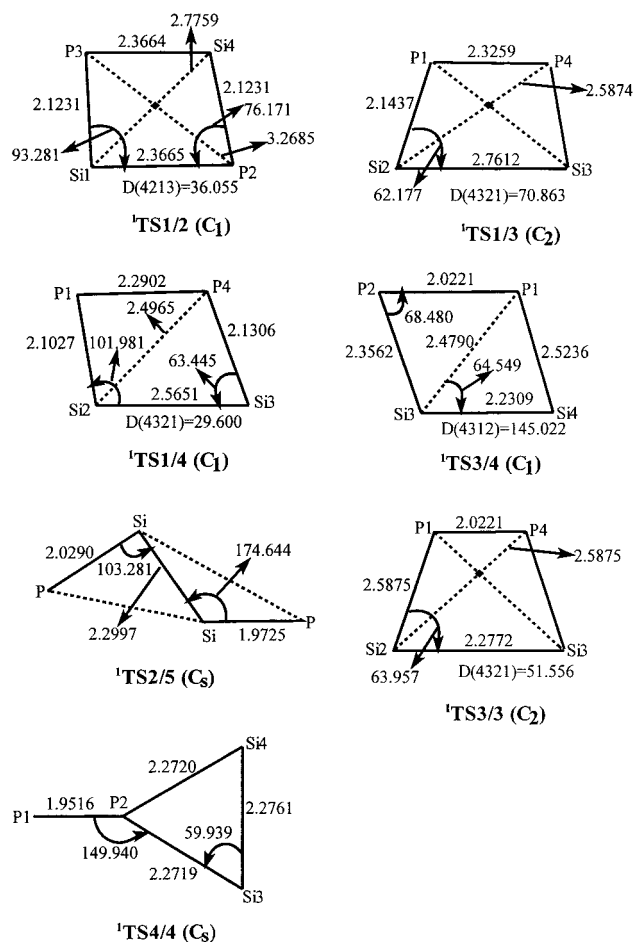 2.7759
P3 2.3664 Si4
2.1231 2.1231
76.171
93.281 3.2685
Si1 2.3665 P2
D(4213)=36.055
¹TS1/2 (C₁)
P1 2.3259 P4
2.5874
2.1437
Si2 2.7612 Si3
62.177 D(4321)=70.863
¹TS1/3 (C₂)
P1 2.2902 P4
2.4965
2.1027 101.981 2.1306
63.445
Si2 2.5651 Si3
D(4321)=29.600
¹TS1/4 (C₁)
P2 2.0221 P1
68.480
2.3562 2.4790 64.549 2.5236
Si3 2.2309 Si4
D(4312)=145.022
¹TS3/4 (C₁)
Si
2.0290 174.644
103.281
P
Si P
2.2997 1.9725
¹TS2/5 (Cₛ)
P1 2.0221 P4
2.5875
2.5875
Si2 2.2772 Si3
63.957 D(4321)=51.556
¹TS3/3 (C₂)
Si4
2.2720
1.9516 P2 2.2761
P1
59.939
149.940
2.2719
Si3
¹TS4/4 (Cₛ)